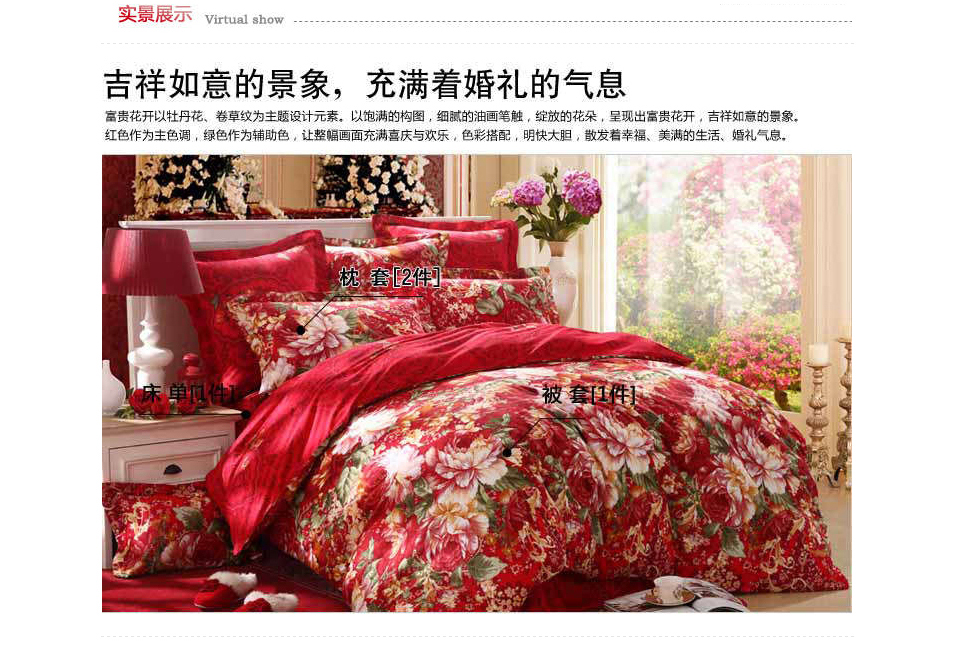 实景展示 Virtual show
吉祥如意的景象，充满着婚礼的气息
富贵花开以牡丹花、卷草纹为主题设计元素。以饱满的构图，细腻的油画笔触，绽放的花朵，呈现出富贵花开，吉祥如意的景象。
红色作为主色调，绿色作为辅助色，让整幅画面充满喜庆与欢乐，色彩搭配，明快大胆，散发着幸福、美满的生活、婚礼气息。
枕 套[2件]
床 单[1件]
被 套[1件]